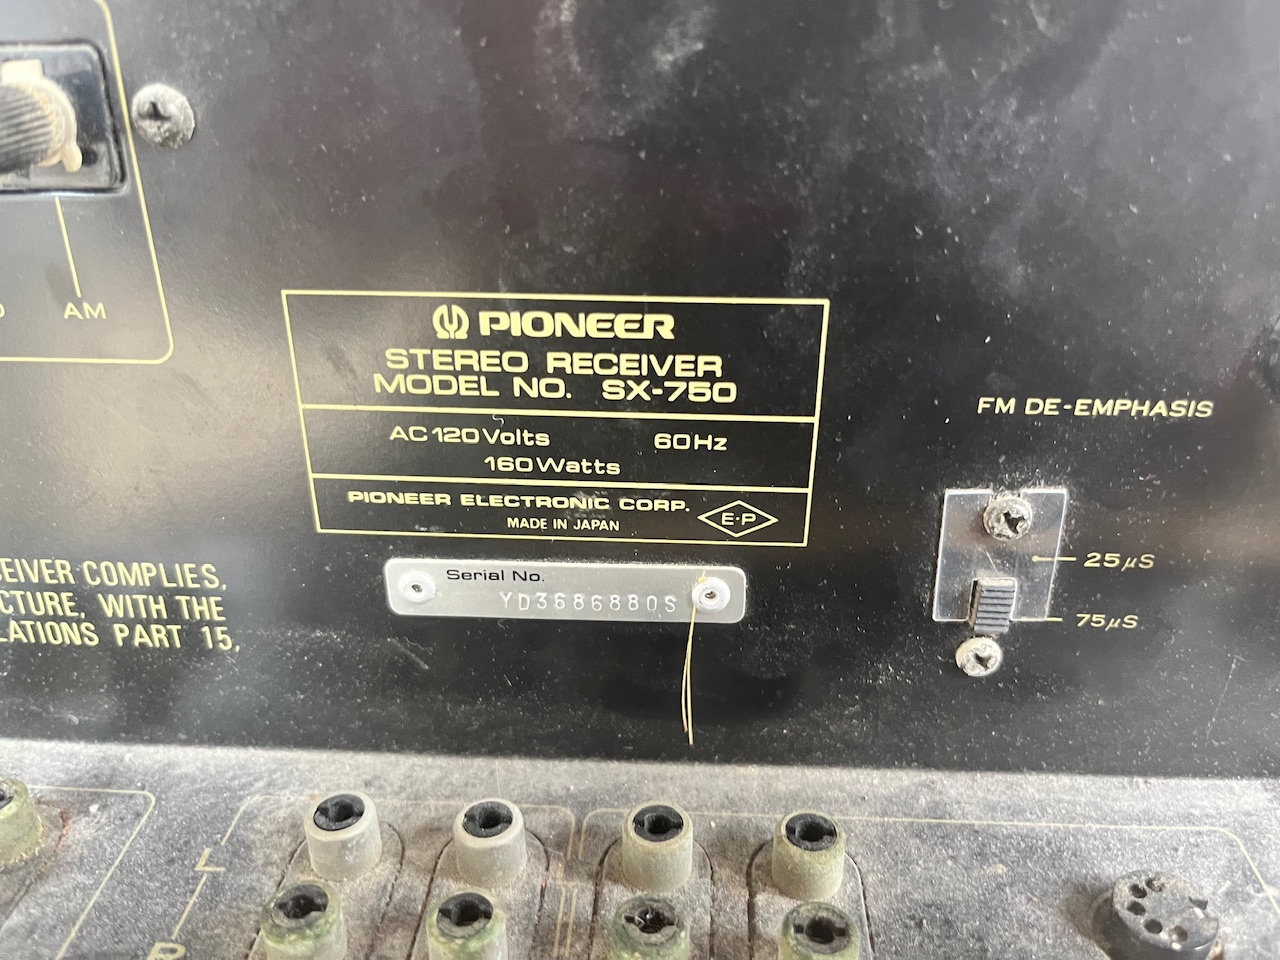 AM
PIONEER
STEREO RECEIVER
MODEL NO. SX-750
AC 120 Volts 60Hz
160 Watts
PIONEER ELECTRONIC CORP.
MADE IN JAPAN
E·P
Serial No.
YD3686880S
FM DE-EMPHASIS
25μS
75μS
CEIVER COMPLIES,
CTURE, WITH THE
LATIONS PART 15.
L
R